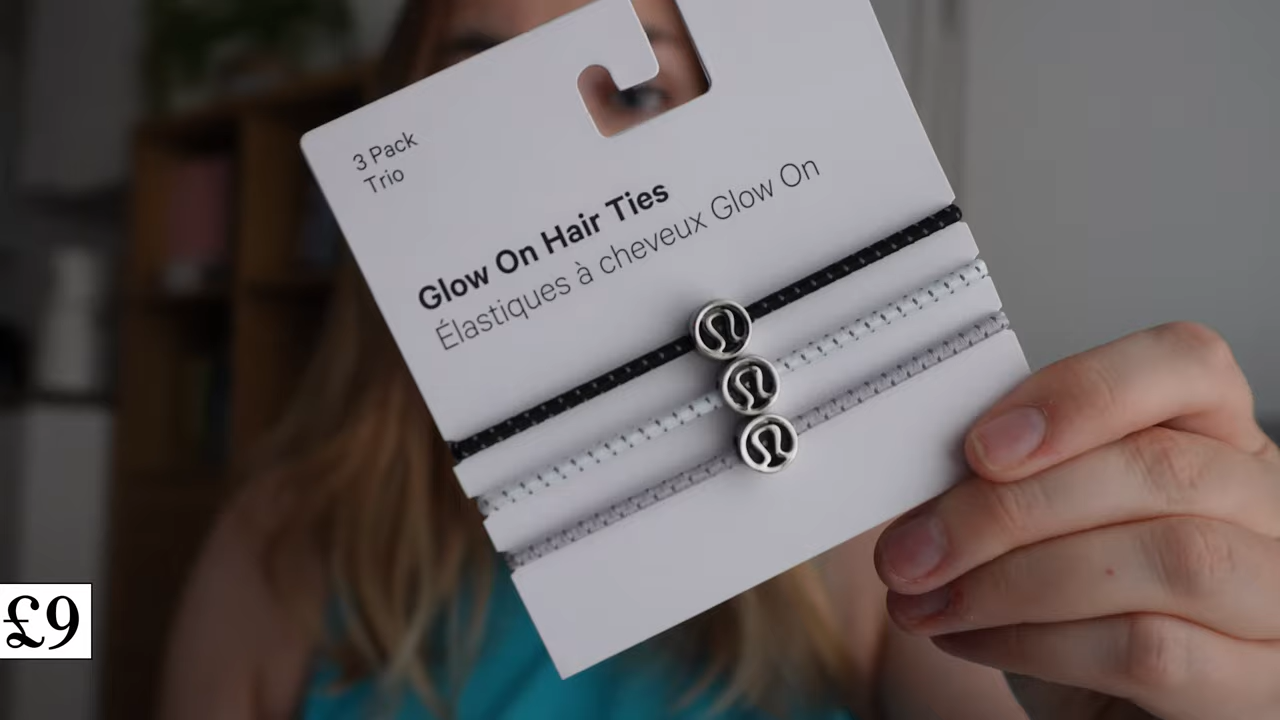 3 Pack
Trio
Glow On Hair Ties
Élastiques à cheveux Glow On
£9